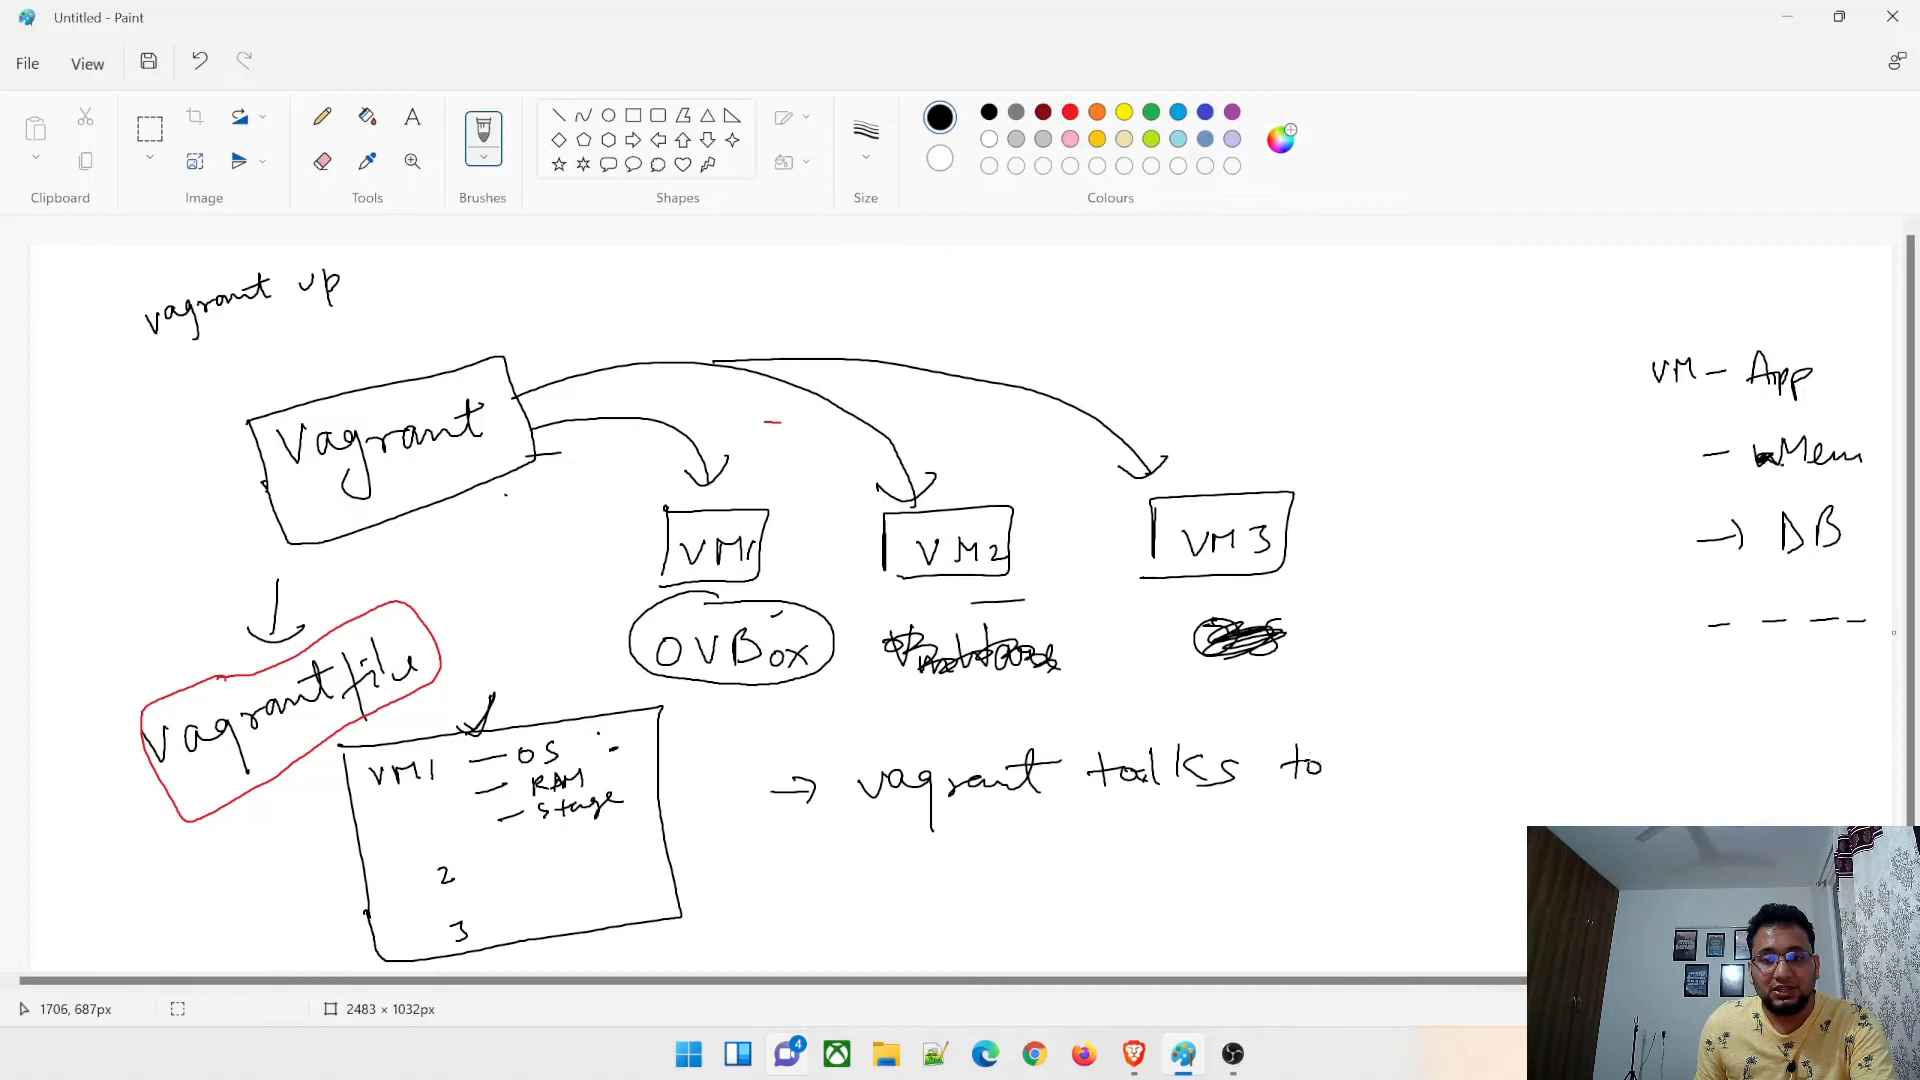 Untitled - Paint
File
View
Clipboard
Image
Tools
Brushes
Shapes
Size
Colours
vagrant up
Vagrant
VM1
VM2
VM3
VM - App
- Mem
→ DB
OVBox
vagrantfile
VM1 - OS
- RAM
- Stage
2
3
→ vagrant talks to
1706, 687px
2483 × 1032px
4